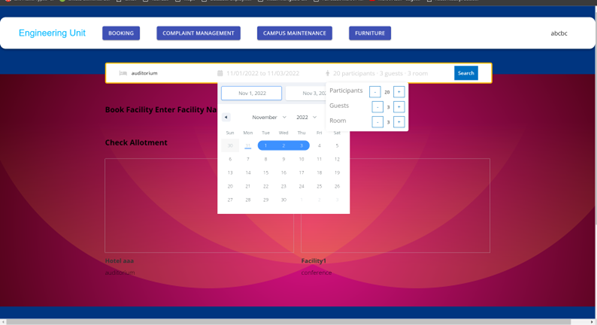 Engineering Unit
BOOKING
COMPLAINT MANAGEMENT
CAMPUS MAINTENANCE
FURNITURE
abcbc
auditorium
11/01/2022 to 11/03/2022
20 participants · 3 guests · 3 room
Search
Nov 1, 2022
Nov 3, 202
Participants - 20 +
Guests - 3 +
Room - 3 +
Book Facility Enter Facility Na
November 2022
Sun Mon Tue Wed Thu Fri Sat
30 31 1 2 3 4 5
6 7 8 9 10 11 12
13 14 15 16 17 18 19
20 21 22 23 24 25 26
27 28 29 30
Check Allotment
Hotel aaa
auditorium
Facility1
conference